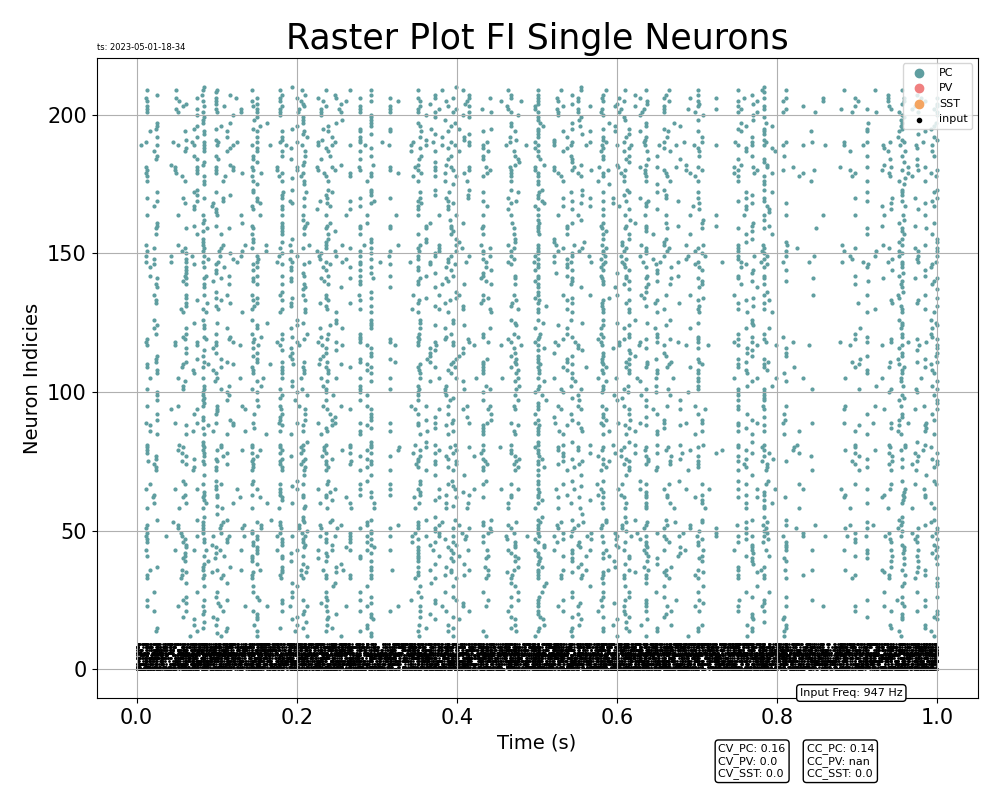 Raster Plot FI Single Neurons
ts: 2023-05-01-18-34
PC
PV
SST
input
Neuron Indicies
200
150
100
50
0
0.0 0.2 0.4 0.6 0.8 1.0
Time (s)
Input Freq: 947 Hz
CV_PC: 0.16
CV_PV: 0.0
CV_SST: 0.0
CC_PC: 0.14
CC_PV: nan
CC_SST: 0.0